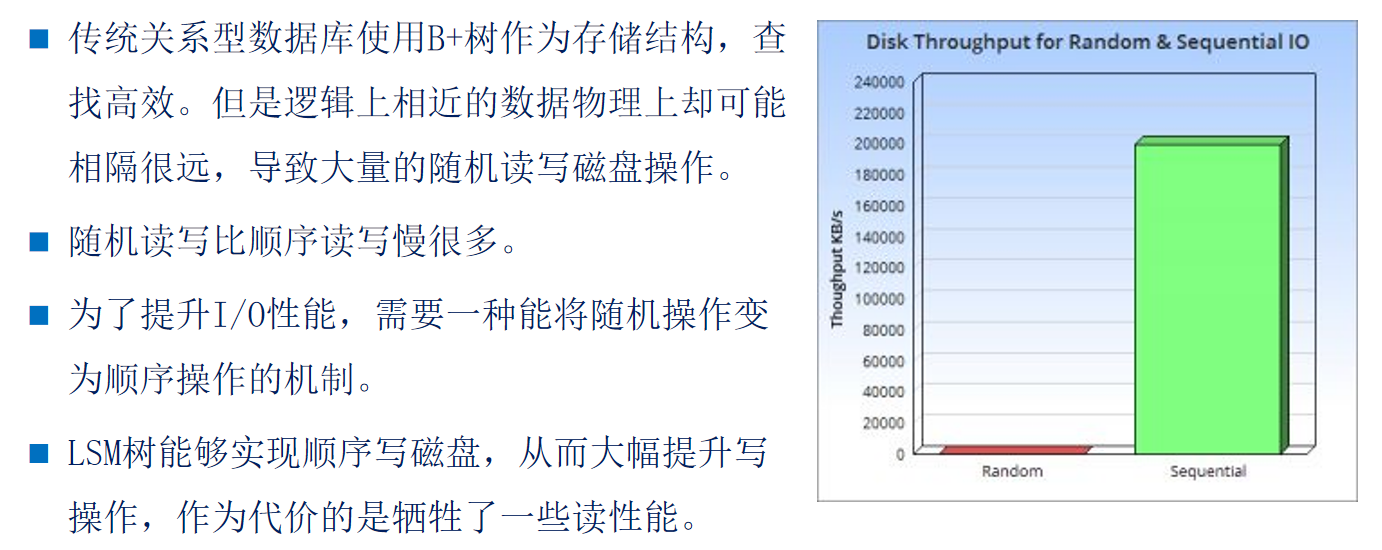 传统关系型数据库使用B+树作为存储结构，查
找高效。但是逻辑上相近的数据物理上却可能
相隔很远，导致大量的随机读写磁盘操作。
随机读写比顺序读写慢很多。
为了提升I/O性能，需要一种能将随机操作变
为顺序操作的机制。
LSM树能够实现顺序写磁盘，从而大幅提升写
操作，作为代价的是牺牲了一些读性能。
Disk Throughput for Random & Sequential IO
Thoughput KB/s
240000
220000
200000
180000
160000
140000
120000
100000
80000
60000
40000
20000
0
Random
Sequential